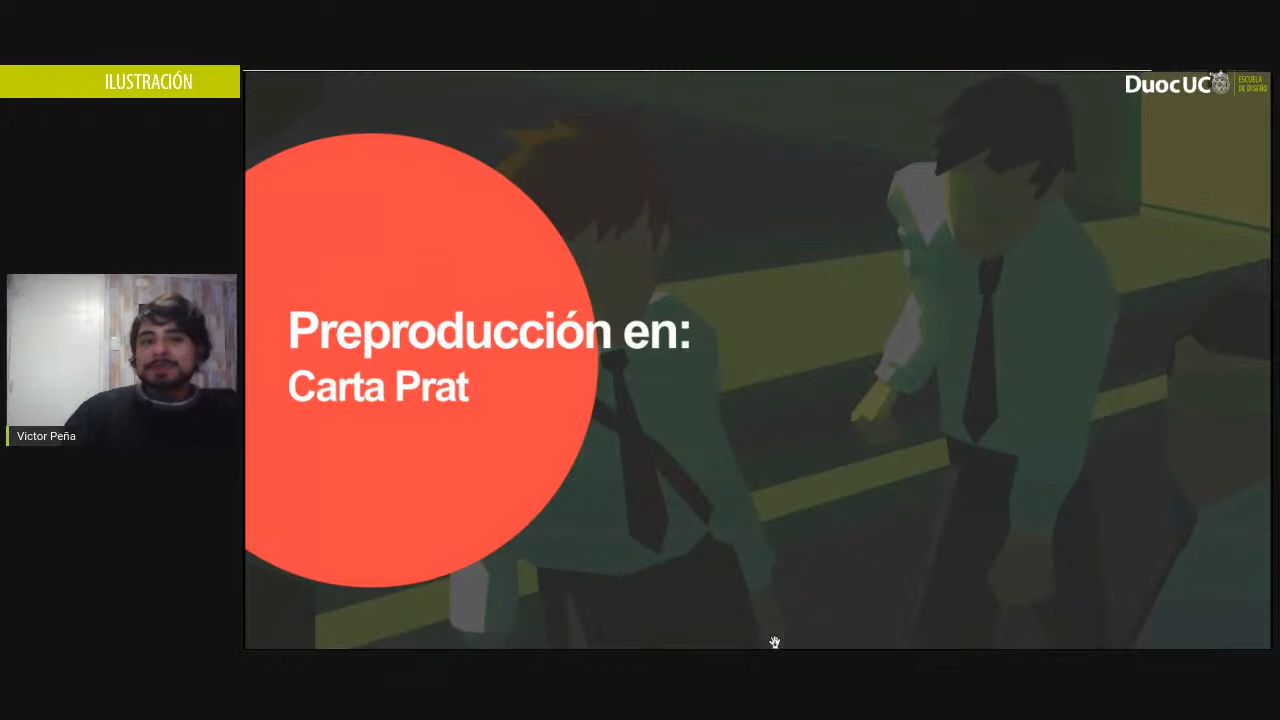 ILUSTRACIÓN
DuocUC
ESCUELA
DE DISEÑO
Preproducción en:
Carta Prat
Victor Peña